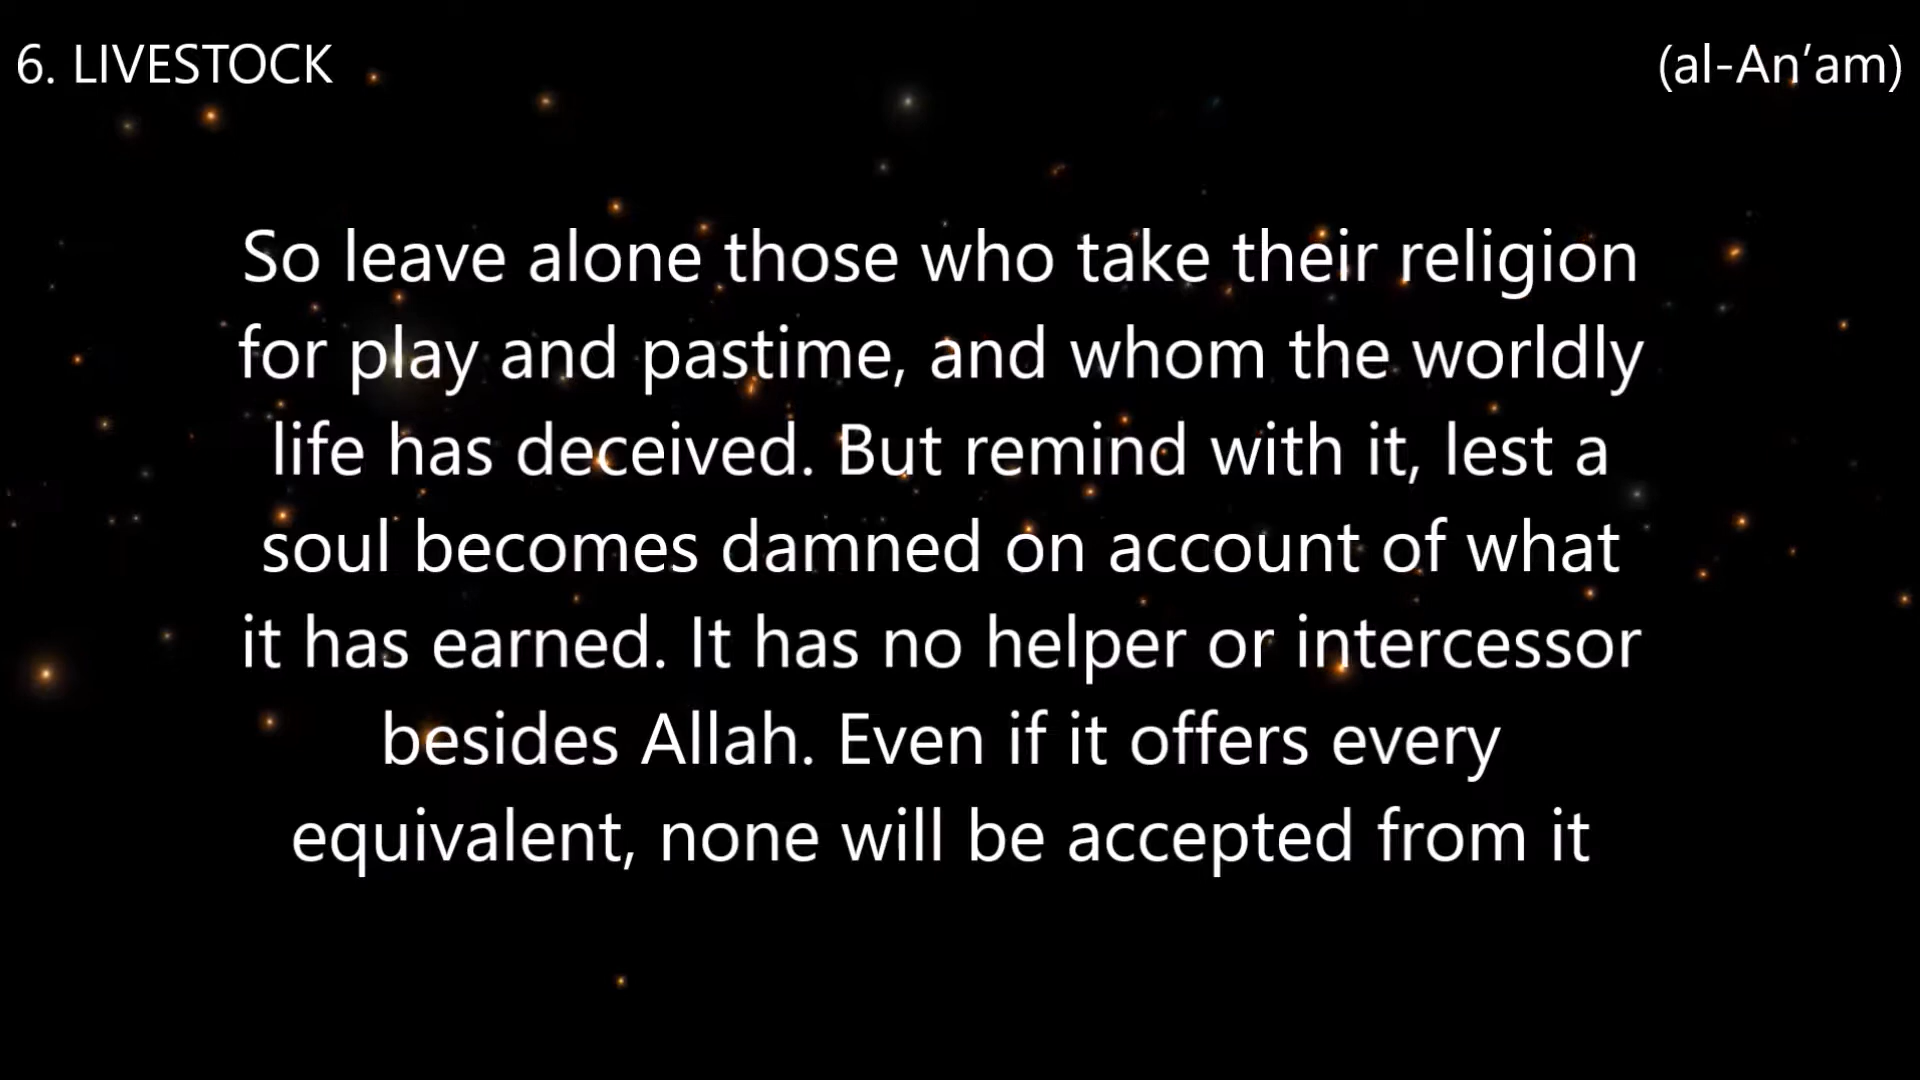 6. LIVESTOCK
(al-An’am)
So leave alone those who take their religion
for play and pastime, and whom the worldly
life has deceived. But remind with it, lest a
soul becomes damned on account of what
it has earned. It has no helper or intercessor
besides Allah. Even if it offers every
equivalent, none will be accepted from it